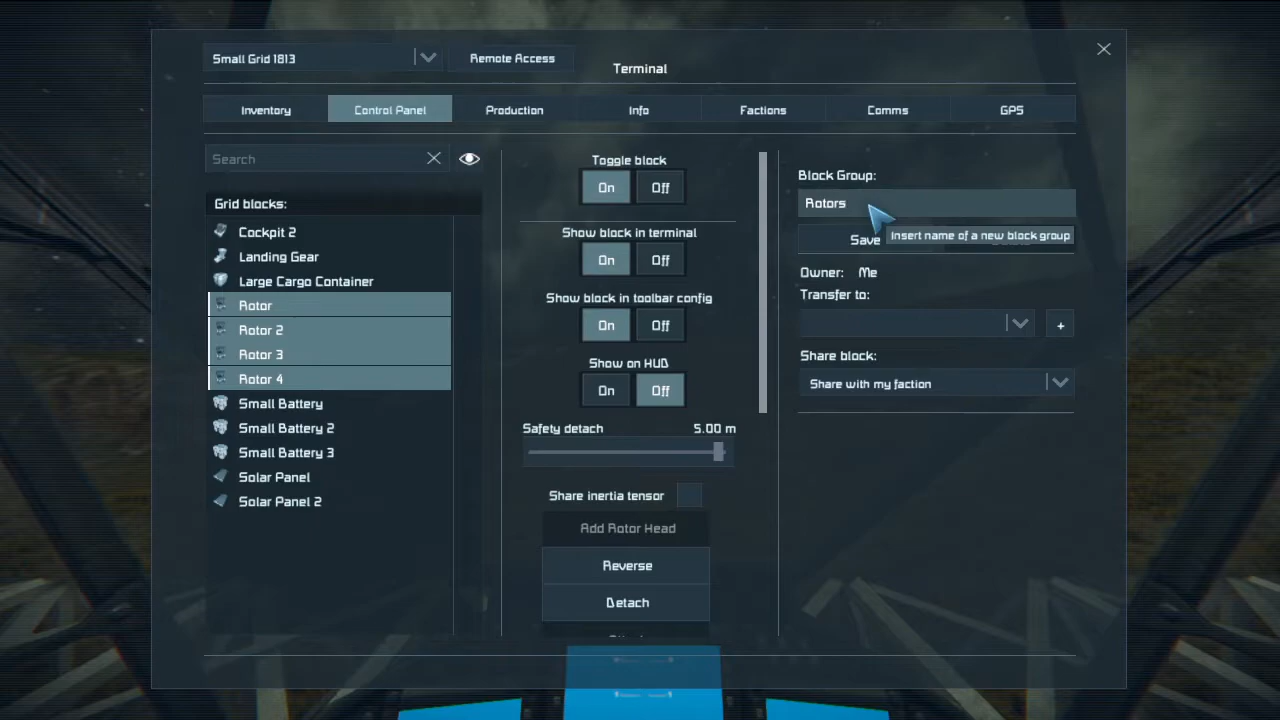 Small Grid 1813
Remote Access
Terminal
Inventory
Control Panel
Production
Info
Factions
Comms
GPS
Search
Grid blocks:
Cockpit 2
Landing Gear
Large Cargo Container
Rotor
Rotor 2
Rotor 3
Rotor 4
Small Battery
Small Battery 2
Small Battery 3
Solar Panel
Solar Panel 2
Toggle block
On Off
Show block in terminal
On Off
Show block in toolbar config
On Off
Show on HUD
On Off
Safety detach 5.00 m
Share inertia tensor
Add Rotor Head
Reverse
Detach
Block Group:
Rotors
Save
Insert name of a new block group
Owner: Me
Transfer to:
+
Share block:
Share with my faction